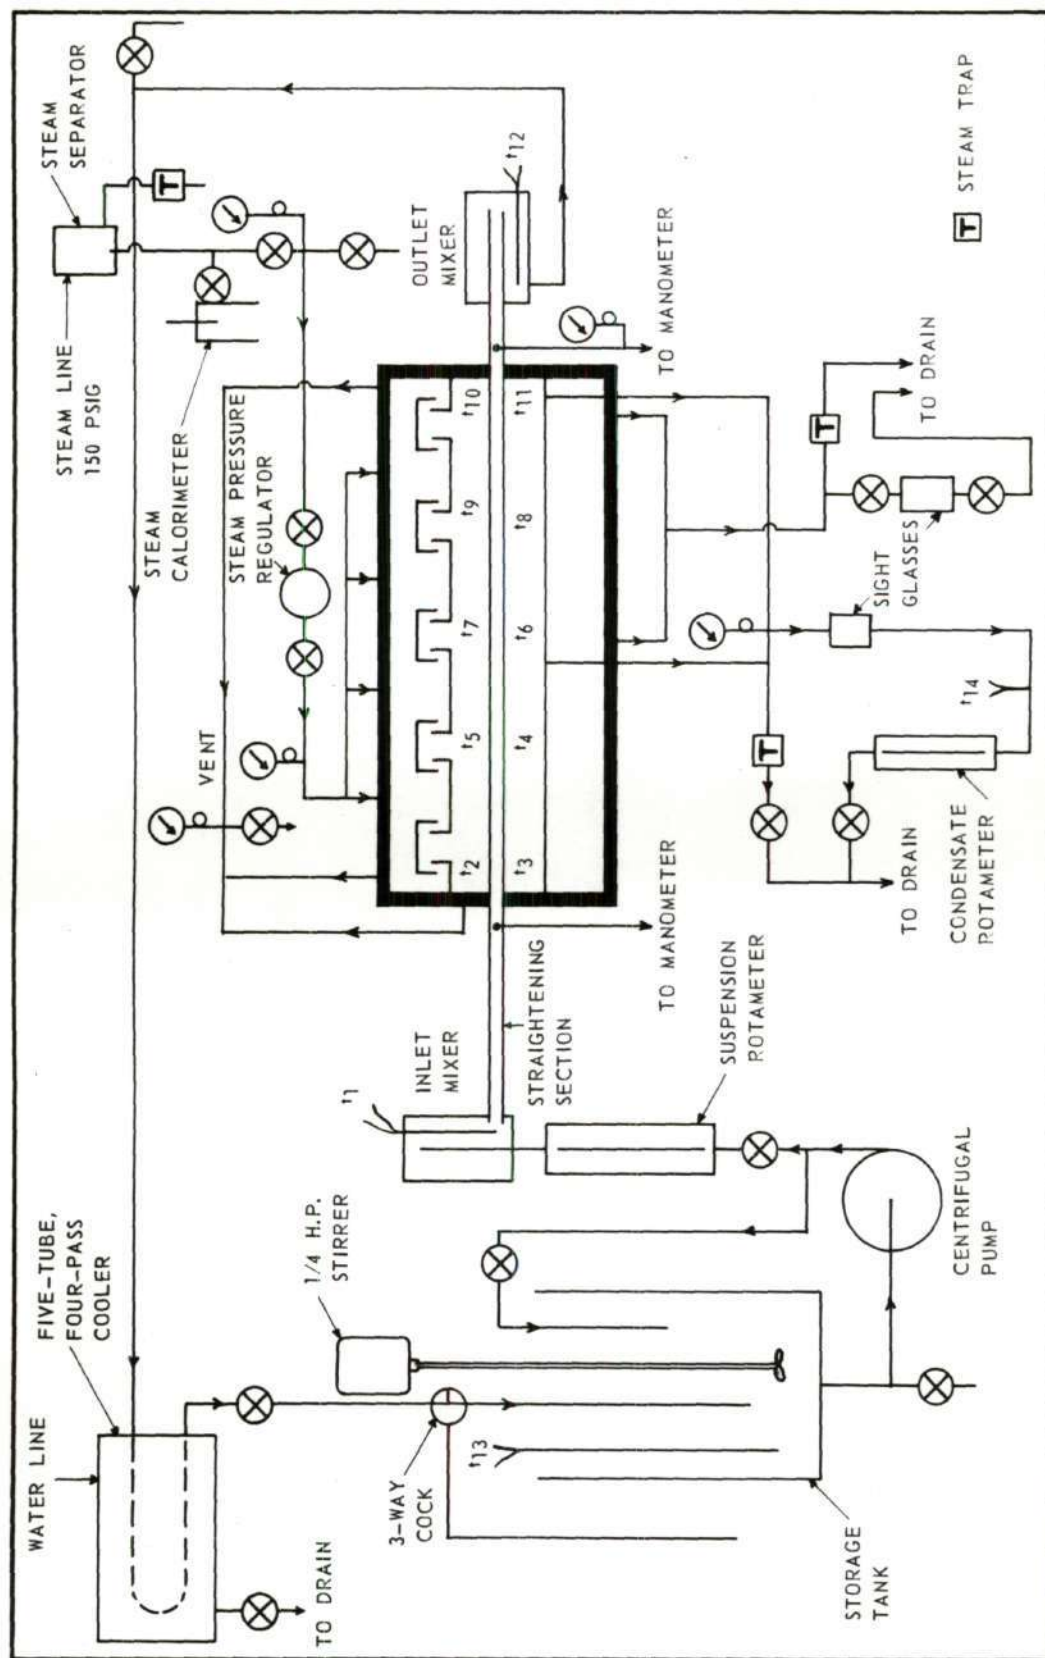 WATER LINE
FIVE-TUBE,
FOUR-PASS
COOLER
TO DRAIN
1/4 H.P.
STIRRER
3-WAY
COCK
t13
STORAGE
TANK
CENTRIFUGAL
PUMP
SUSPENSION
ROTAMETER
t1
INLET
MIXER
STRAIGHTENING
SECTION
TO MANOMETER
VENT
STEAM PRESSURE
REGULATOR
STEAM
CALORIMETER
STEAM LINE
150 PSIG
STEAM
SEPARATOR
T
OUTLET
MIXER
t12
TO MANOMETER
t2
t5
t7
t9
t10
t3
t4
t6
t8
t11
T
T
TO DRAIN
SIGHT
GLASSES
t14
CONDENSATE
ROTAMETER
TO DRAIN
T STEAM TRAP